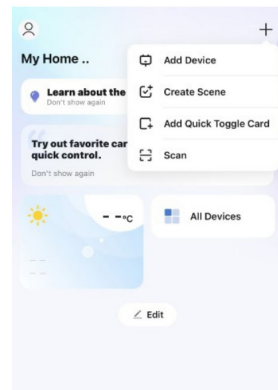 My Home ..
Add Device
Create Scene
Add Quick Toggle Card
Scan
Learn about the
Don't show again
Try out favorite car
quick control.
Don't show again
- -°C
All Devices
- -
- -
Edit